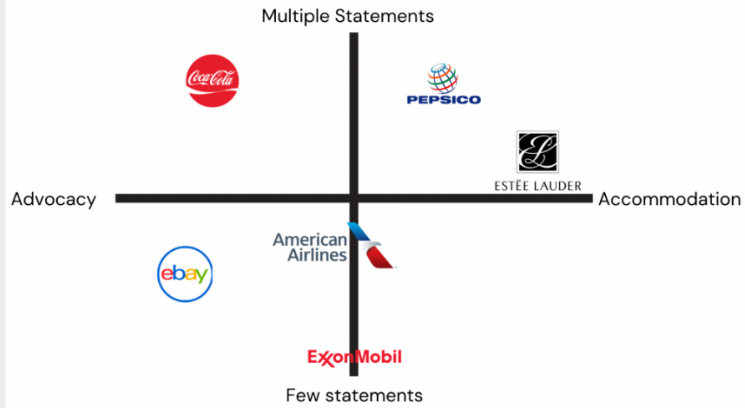 Multiple Statements
Coca-Cola
PEPSICO
ESTĒE LAUDER
Advocacy
Accommodation
American
Airlines
ebay
ExxonMobil
Few statements